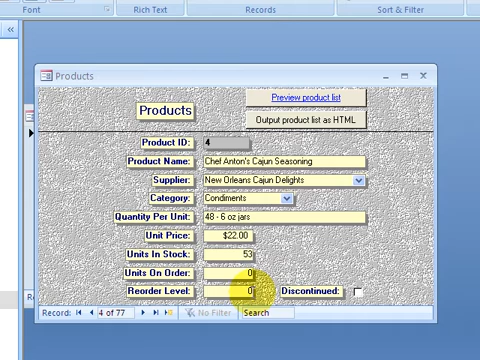 Font
Rich Text
Records
Sort & Filter
«
Products
Preview product list
Products
Output product list as HTML
Product ID: 4
Product Name: Chef Anton's Cajun Seasoning
Supplier: New Orleans Cajun Delights
Category: Condiments
Quantity Per Unit: 48 - 6 oz jars
Unit Price: $22.00
Units In Stock: 53
Units On Order: 0
Reorder Level: 0 Discontinued:
Record: 4 of 77 No Filter Search